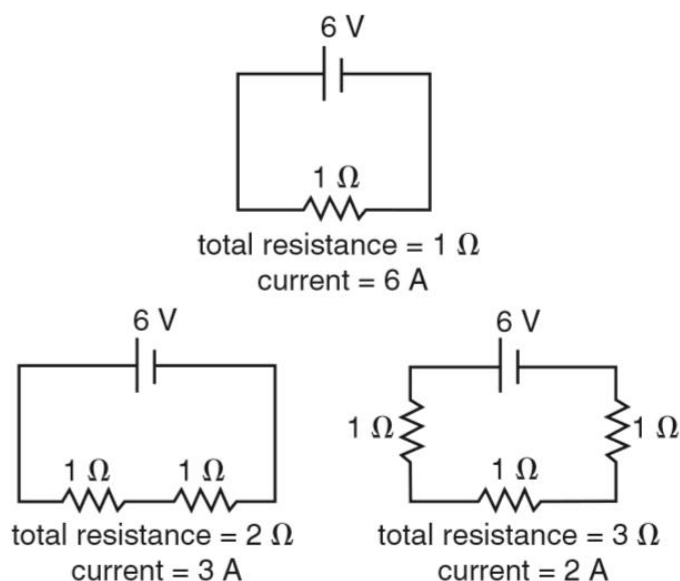 6 V
1 Ω
total resistance = 1 Ω
current = 6 A
6 V
1 Ω 1 Ω
total resistance = 2 Ω
current = 3 A
6 V
1 Ω 1 Ω
1 Ω
total resistance = 3 Ω
current = 2 A